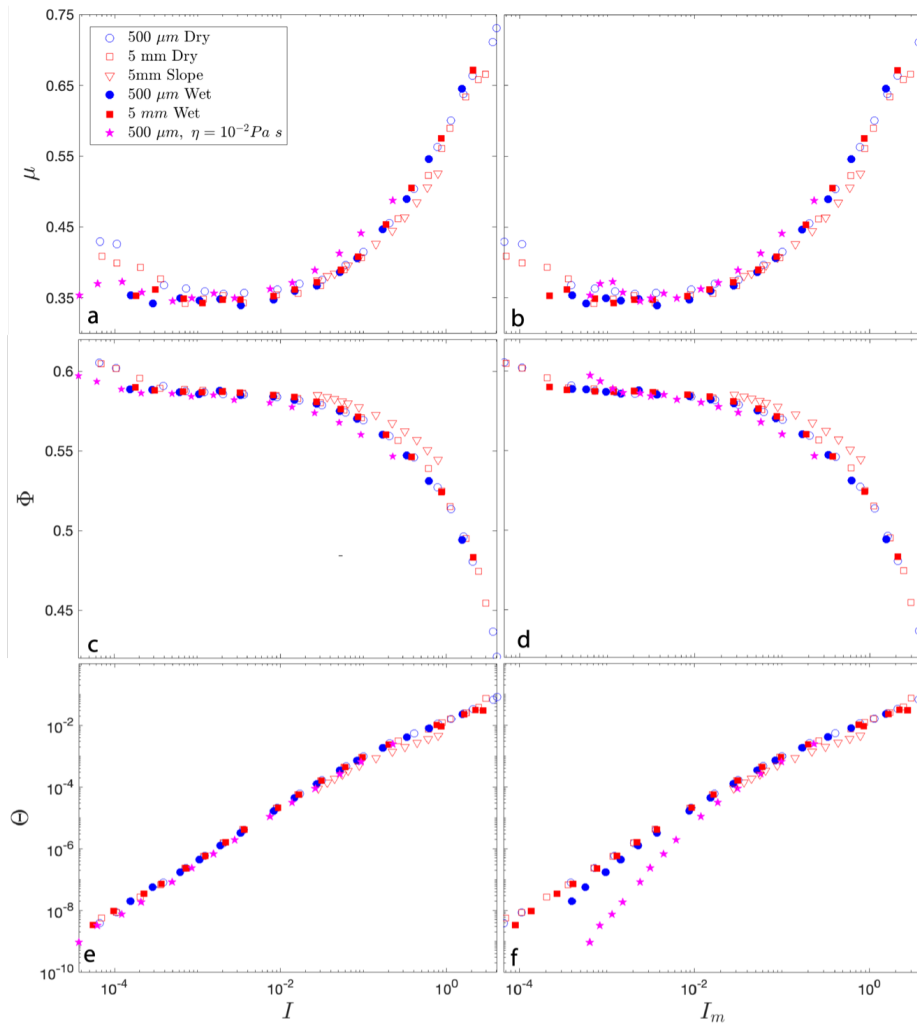 0.75
0.65
0.55
0.45
0.35
μ
500 μm Dry
5 mm Dry
5mm Slope
500 μm Wet
5 mm Wet
500 μm, η = 10⁻²Pa s
a
b
0.6
0.55
0.5
0.45
Φ
c
d
10⁻²
10⁻⁴
10⁻⁶
10⁻⁸
10⁻¹⁰
Θ
e
f
10⁻⁴ 10⁻² 10⁰
10⁻⁴ 10⁻² 10⁰
I
Iₘ